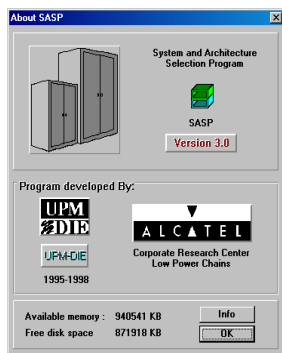 About SASP
System and Architecture
Selection Program
SASP
Version 3.0
Program developed By:
UPM
DIE
UPM-DIE
1995-1998
ALCATEL
Corporate Research Center
Low Power Chains
Available memory : 940541 KB
Free disk space 871918 KB
Info
OK